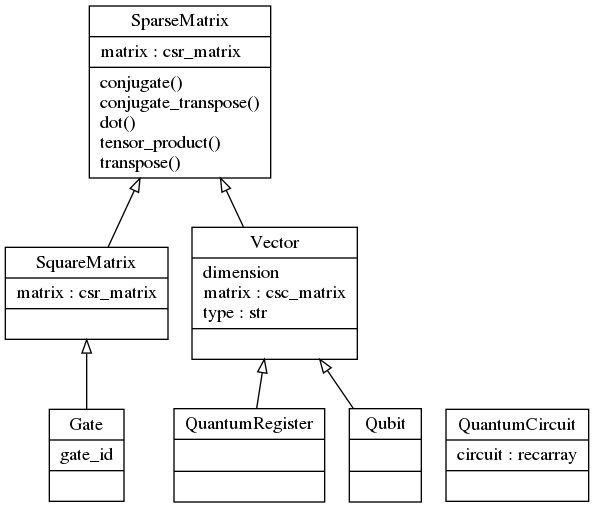 SparseMatrix
matrix : csr_matrix
conjugate()
conjugate_transpose()
dot()
tensor_product()
transpose()
SquareMatrix
matrix : csr_matrix
Vector
dimension
matrix : csc_matrix
type : str
Gate
gate_id
QuantumRegister
Qubit
QuantumCircuit
circuit : recarray